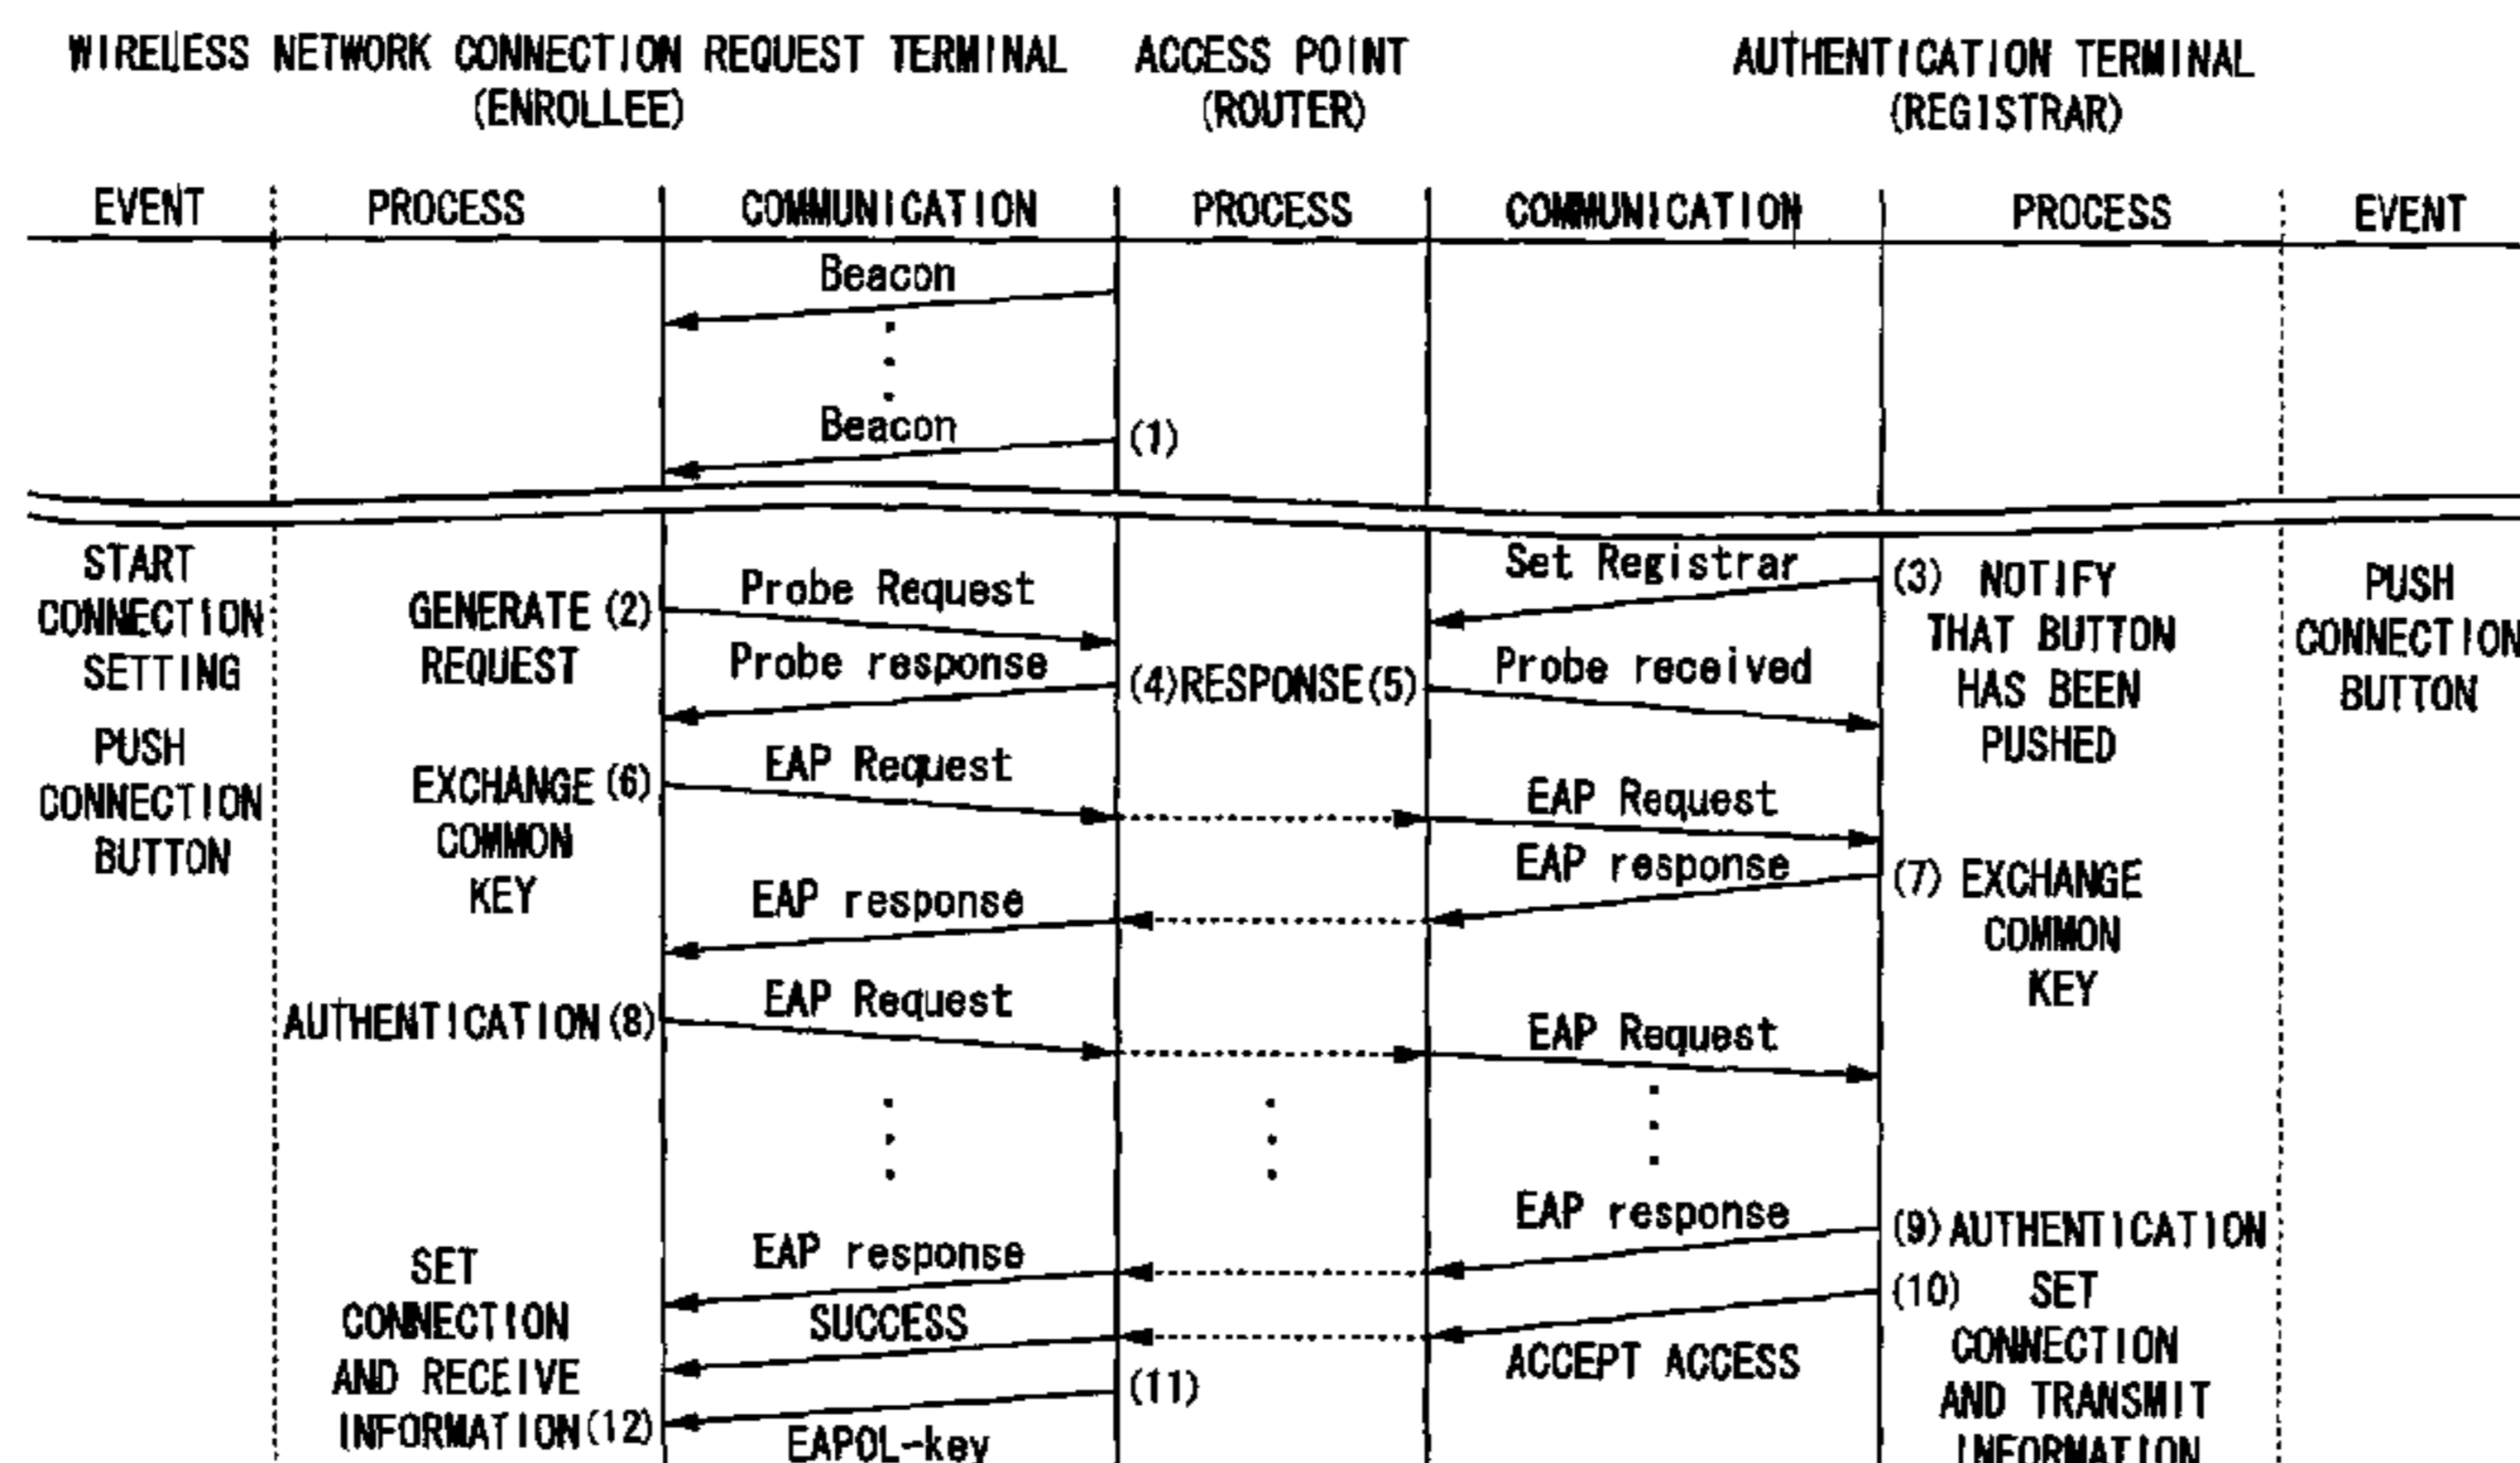 WIRELESS NETWORK CONNECTION REQUEST TERMINAL
(ENROLLEE)
ACCESS POINT
(ROUTER)
AUTHENTICATION TERMINAL
(REGISTRAR)
EVENT PROCESS COMMUNICATION PROCESS COMMUNICATION PROCESS EVENT
Beacon
Beacon
(1)
START
CONNECTION
SETTING
GENERATE (2)
REQUEST
Probe Request
Set Registrar
(3) NOTIFY
THAT BUTTON
HAS BEEN
PUSHED
PUSH
CONNECTION
BUTTON
Probe response
(4) RESPONSE (5)
Probe received
PUSH
CONNECTION
BUTTON
EXCHANGE (6)
COMMON
KEY
EAP Request
EAP Request
EAP response
EAP response
(7) EXCHANGE
COMMON
KEY
AUTHENTICATION (8)
EAP Request
EAP Request
EAP response
(9) AUTHENTICATION
EAP response
SET
CONNECTION
AND RECEIVE
INFORMATION (12)
SUCCESS
ACCEPT ACCESS
(10) SET
CONNECTION
AND TRANSMIT
INFORMATION
(11)
EAPOL-key